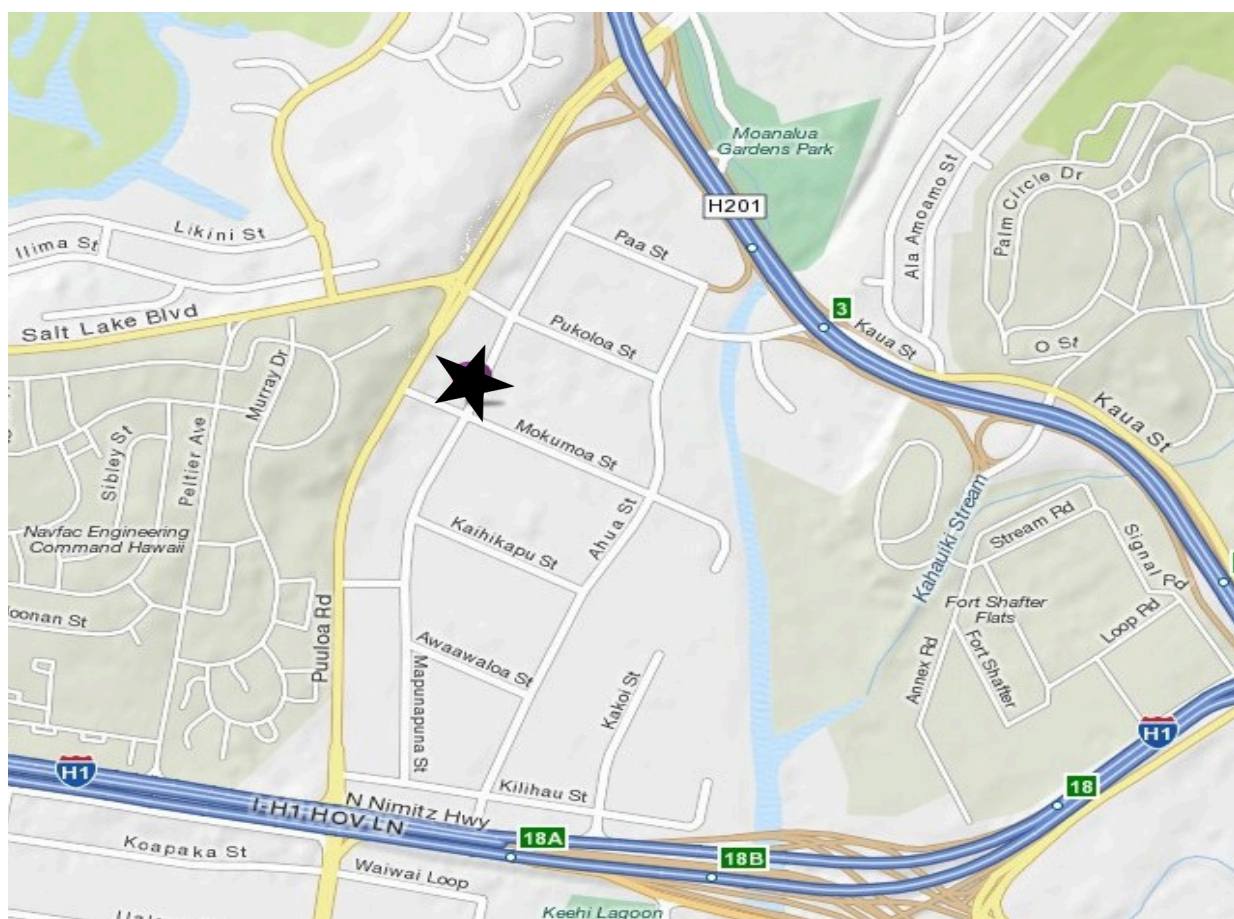 Moanalua
Gardens Park
Palm Circle Dr
Ala Amoamo St
H201
Likini St
Ilima St
Paa St
Salt Lake Blvd
3
Kaua St
Pukoloa St
O St
Murray Dr
Kaua St
Peltier Ave
Sibley St
Mokumoa St
Navfac Engineering
Command Hawaii
Kaihikapu St
Ahua St
Kahauiki Stream
Stream Rd
Signal Rd
Puuloa Rd
Fort Shafter
Flats
Loop Rd
Fort Shafter
Annex Rd
Awaawaloa St
Mapunapuna St
Kakoi St
H1
H1
Kilihau St
18
N Nimitz Hwy
I-H1 HOV LN
18A
18B
Koapaka St
Waiwai Loop
Keehi Lagoon